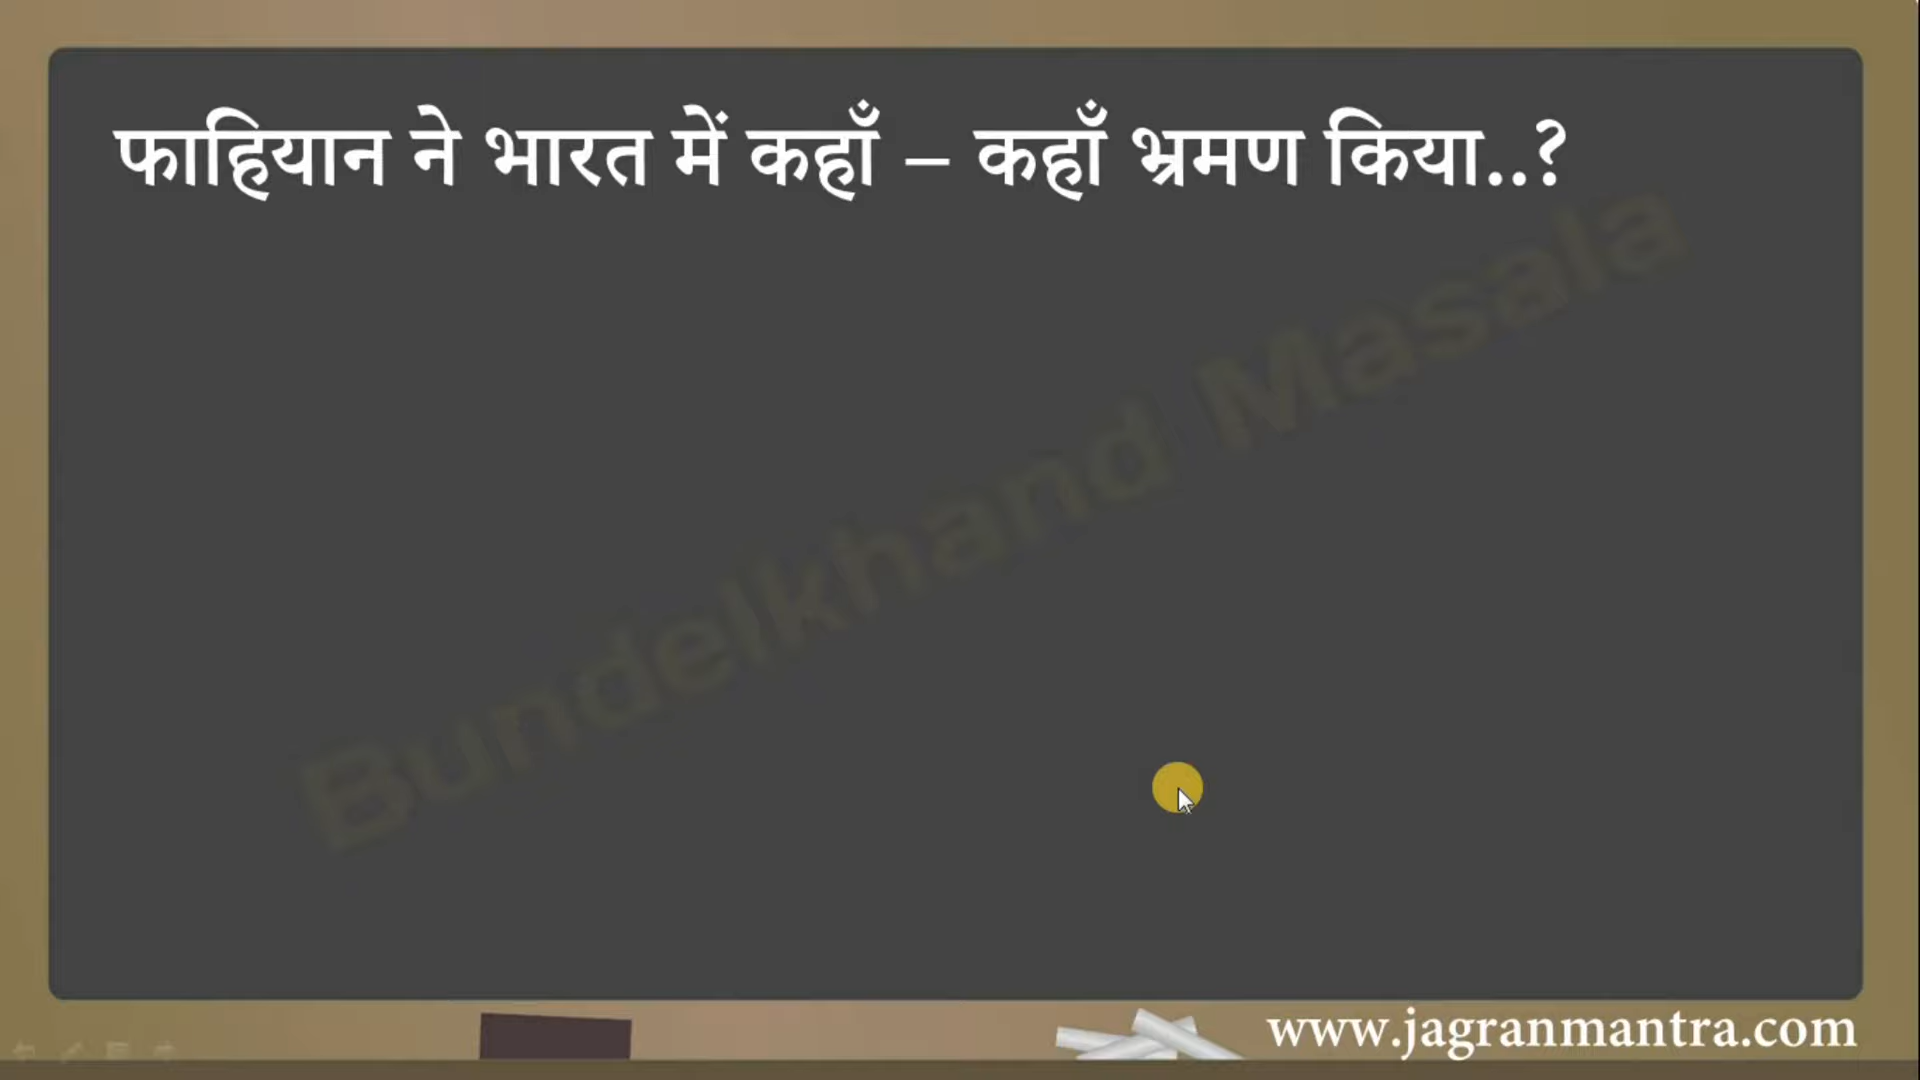 फाहियान ने भारत में कहाँ – कहाँ भ्रमण किया..?
Bundelkhand Masala
www.jagranmantra.com